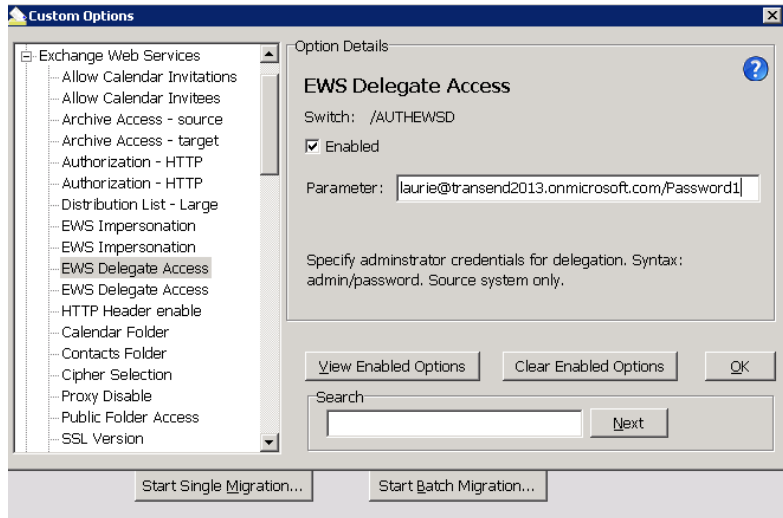 Custom Options
Exchange Web Services
Allow Calendar Invitations
Allow Calendar Invitees
Archive Access - source
Archive Access - target
Authorization - HTTP
Authorization - HTTP
Distribution List - Large
EWS Impersonation
EWS Impersonation
EWS Delegate Access
EWS Delegate Access
HTTP Header enable
Calendar Folder
Contacts Folder
Cipher Selection
Proxy Disable
Public Folder Access
SSL Version
Option Details
EWS Delegate Access
Switch: /AUTHEWSD
Enabled
Parameter: laurie@transend2013.onmicrosoft.com/Password1
Specify adminstrator credentials for delegation. Syntax:
admin/password. Source system only.
View Enabled Options
Clear Enabled Options
OK
Search
Next
Start Single Migration...
Start Batch Migration...